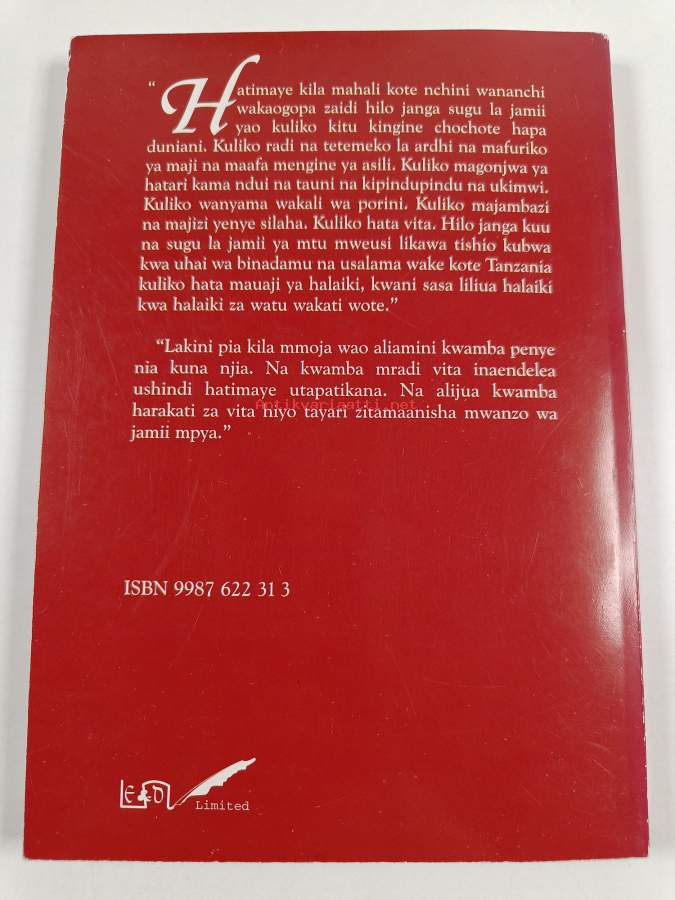 “Hatimaye kila mahali kote nchini wananchi
wakaogopa zaidi hilo janga sugu la jamii
yao kuliko kitu kingine chochote hapa
duniani. Kuliko radi na tetemeko la ardhi na mafuriko
ya maji na maafa mengine ya asili. Kuliko magonjwa ya
hatari kama ndui na tauni na kipindupindu na ukimwi.
Kuliko wanyama wakali wa porini. Kuliko majambazi
na majizi yenye silaha. Kuliko hata vita. Hilo janga kuu
na sugu la jamii ya mtu mweusi likawa tishio kubwa
kwa uhai wa binadamu na usalama wake kote Tanzania
kuliko hata mauaji ya halaiki, kwani sasa liliua halaiki
kwa halaiki za watu wakati wote.”
“Lakini pia kila mmoja wao aliamini kwamba penye
nia kuna njia. Na kwamba mradi vita inaendelea
ushindi hatimaye utapatikana. Na alijua kwamba
Antikvariaatti.net
harakati za vita hiyo tayari zitamaanisha mwanzo wa
jamii mpya.”
ISBN 9987 622 31 3
E&D
Limited